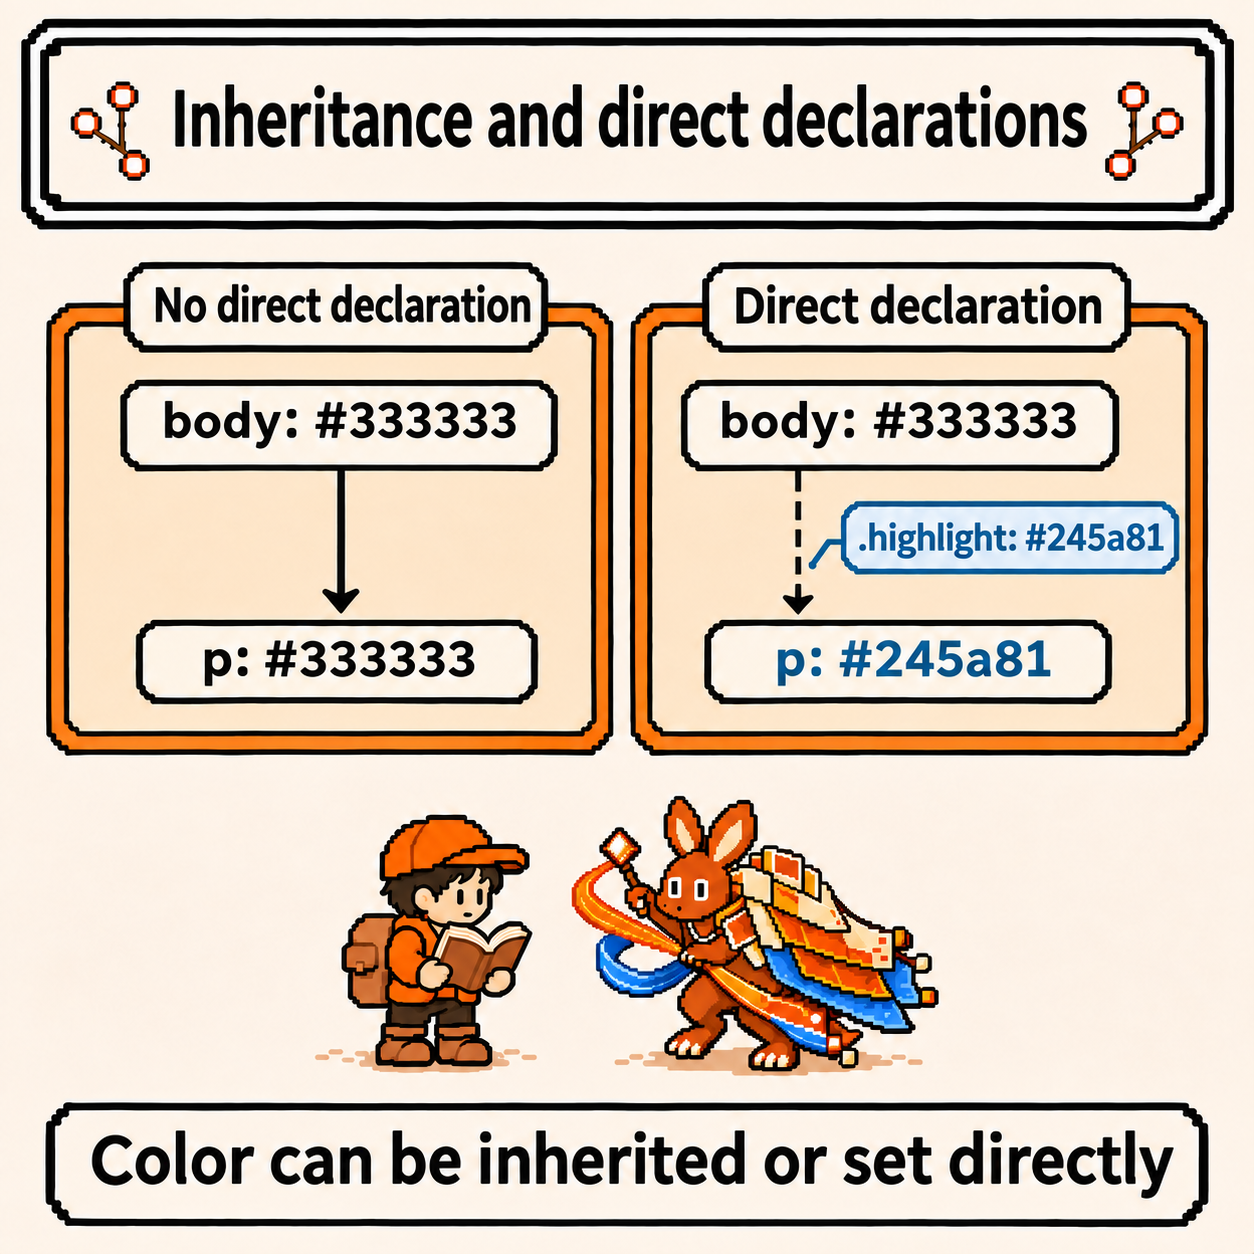 Inheritance and direct declarations
No direct declaration
body: #333333
p: #333333
Direct declaration
body: #333333
.highlight: #245a81
p: #245a81
Color can be inherited or set directly